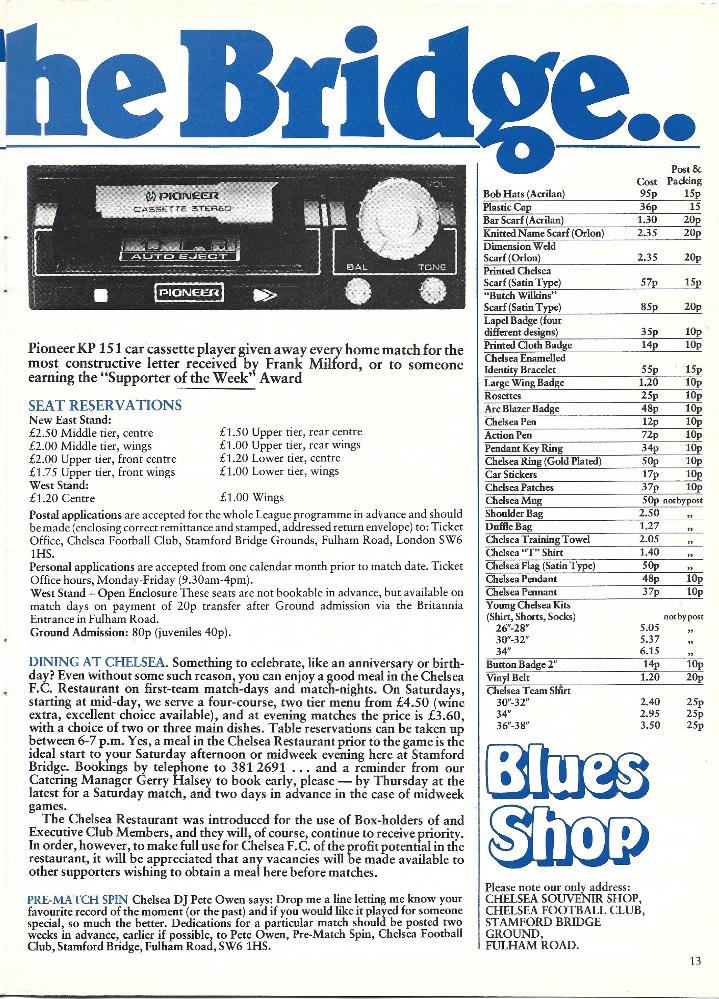 he Bridge..
PIONEER
CASSETTE STEREO
AUTO EJECT
VOL
BAL TONE
PIONEER
Pioneer KP 151 car cassette player given away every home match for the
most constructive letter received by Frank Milford, or to someone
earning the “Supporter of the Week” Award
SEAT RESERVATIONS
New East Stand:
£2.50 Middle tier, centre £1.50 Upper tier, rear centre
£2.00 Middle tier, wings £1.00 Upper tier, rear wings
£2.00 Upper tier, front centre £1.20 Lower tier, centre
£1.75 Upper tier, front wings £1.00 Lower tier, wings
West Stand:
£1.20 Centre £1.00 Wings
Postal applications are accepted for the whole League programme in advance and should
be made (enclosing correct remittance and stamped, addressed return envelope) to: Ticket
Office, Chelsea Football Club, Stamford Bridge Grounds, Fulham Road, London SW6
1HS.
Personal applications are accepted from one calendar month prior to match date. Ticket
Office hours, Monday-Friday (9.30am-4pm).
West Stand – Open Enclosure These seats are not bookable in advance, but available on
match days on payment of 20p transfer after Ground admission via the Britannia
Entrance in Fulham Road.
Ground Admission: 80p (juveniles 40p).
DINING AT CHELSEA. Something to celebrate, like an anniversary or birth-
day? Even without some such reason, you can enjoy a good meal in the Chelsea
F.C. Restaurant on first-team match-days and match-nights. On Saturdays,
starting at mid-day, we serve a four-course, two tier menu from £4.50 (wine
extra, excellent choice available), and at evening matches the price is £3.60,
with a choice of two or three main dishes. Table reservations can be taken up
between 6-7 p.m. Yes, a meal in the Chelsea Restaurant prior to the game is the
ideal start to your Saturday afternoon or midweek evening here at Stamford
Bridge. Bookings by telephone to 381 2691 . . . and a reminder from our
Catering Manager Gerry Halsey to book early, please — by Thursday at the
latest for a Saturday match, and two days in advance in the case of midweek
games.
The Chelsea Restaurant was introduced for the use of Box-holders of and
Executive Club Members, and they will, of course, continue to receive priority.
In order, however, to make full use for Chelsea F.C. of the profit potential in the
restaurant, it will be appreciated that any vacancies will be made available to
other supporters wishing to obtain a meal here before matches.
PRE-MATCH SPIN Chelsea DJ Pete Owen says: Drop me a line letting me know your
favourite record of the moment (or the past) and if you would like it played for someone
special, so much the better. Dedications for a particular match should be posted two
weeks in advance, earlier if possible, to Pete Owen, Pre-Match Spin, Chelsea Football
Club, Stamford Bridge, Fulham Road, SW6 1HS.
Post &
Cost Packing
Bob Hats (Acrilan) 95p 15p
Plastic Cap 36p 15
Bar Scarf (Acrilan) 1.30 20p
Knitted Name Scarf (Orlon) 2.35 20p
Dimension Weld
Scarf (Orlon) 2.35 20p
Printed Chelsea
Scarf (Satin Type) 57p 15p
“Butch Wilkins”
Scarf (Satin Type) 85p 20p
Lapel Badge (four
different designs) 35p 10p
Printed Cloth Badge 14p 10p
Chelsea Enamelled
Identity Bracelet 55p 15p
Large Wing Badge 1.20 10p
Rosettes 25p 10p
Arc Blazer Badge 48p 10p
Chelsea Pen 12p 10p
Action Pen 72p 10p
Pendant Key Ring 34p 10p
Chelsea Ring (Gold Plated) 50p 10p
Car Stickers 17p 10p
Chelsea Patches 37p 10p
Chelsea Mug 50p not by post
Shoulder Bag 2.50 „
Duffle Bag 1.27 „
Chelsea Training Towel 2.05 „
Chelsea “T” Shirt 1.40 „
Chelsea Flag (Satin Type) 50p „
Chelsea Pendant 48p 10p
Chelsea Pennant 37p 10p
Young Chelsea Kits
(Shirt, Shorts, Socks) not by post
26″-28″ 5.05 „
30″-32″ 5.37 „
34″ 6.15 „
Button Badge 2″ 14p 10p
Vinyl Belt 1.20 20p
Chelsea Team Shirt
30″-32″ 2.40 25p
34″ 2.95 25p
36″-38″ 3.50 25p
Blues
Shop
Please note our only address:
CHELSEA SOUVENIR SHOP,
CHELSEA FOOTBALL CLUB,
STAMFORD BRIDGE
GROUND,
FULHAM ROAD.
13